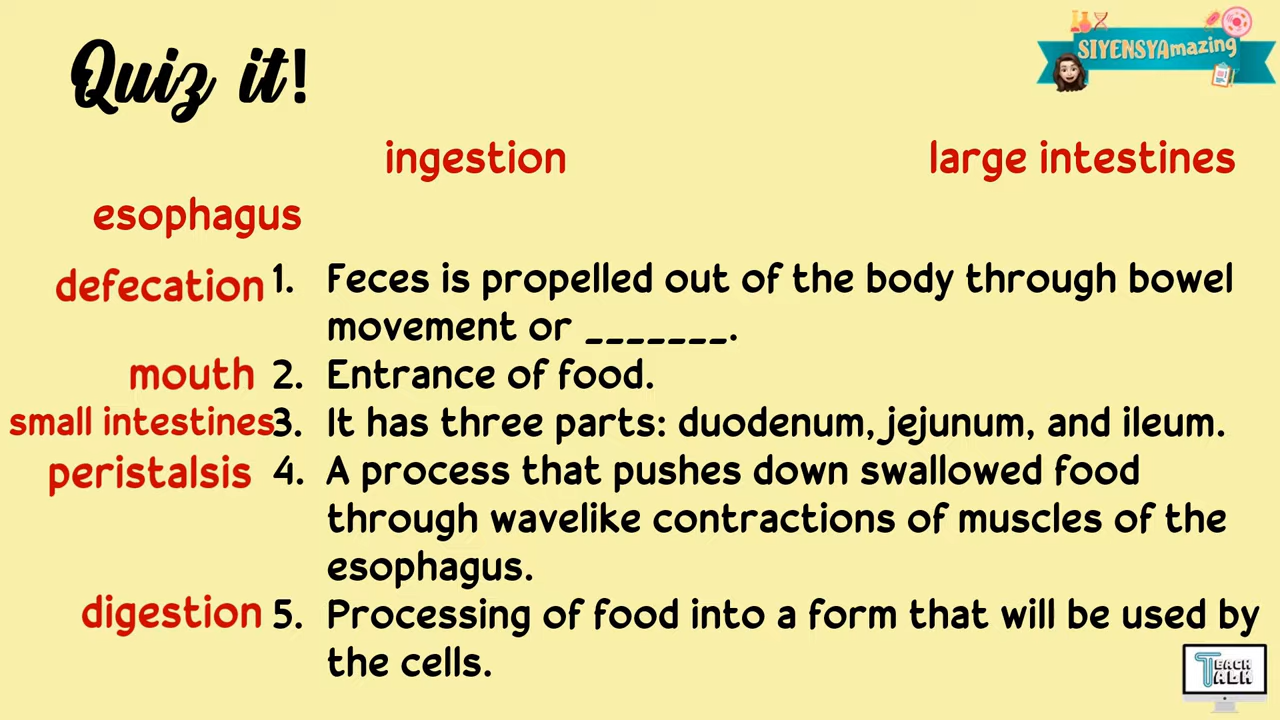 Quiz it!
SIYENSYAmazing
ingestion
large intestines
esophagus
defecation 1. Feces is propelled out of the body through bowel
movement or _______.
mouth 2. Entrance of food.
small intestines 3. It has three parts: duodenum, jejunum, and ileum.
peristalsis 4. A process that pushes down swallowed food
through wavelike contractions of muscles of the
esophagus.
digestion 5. Processing of food into a form that will be used by
the cells.
TEACH
TALK